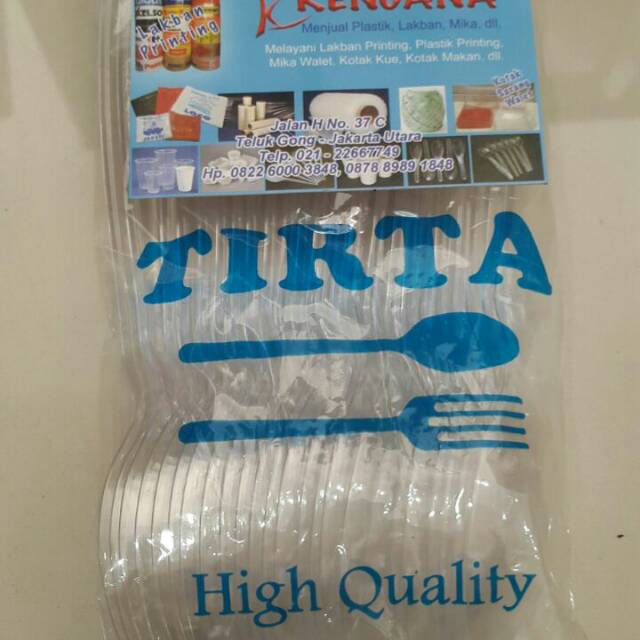 KENCANA
Menjual Plastik, Lakban, Mika, dll.
Lakban
Printing
Melayani Lakban Printing, Plastik Printing,
Mika Walet, Kotak Kue, Kotak Makan. dll.
Jalan H No. 37 C
Teluk Gong - Jakarta Utara
Telp. 021 - 22667749
Hp. 0822 6000 3848, 0878 8989 1848
TIRTA
High Quality